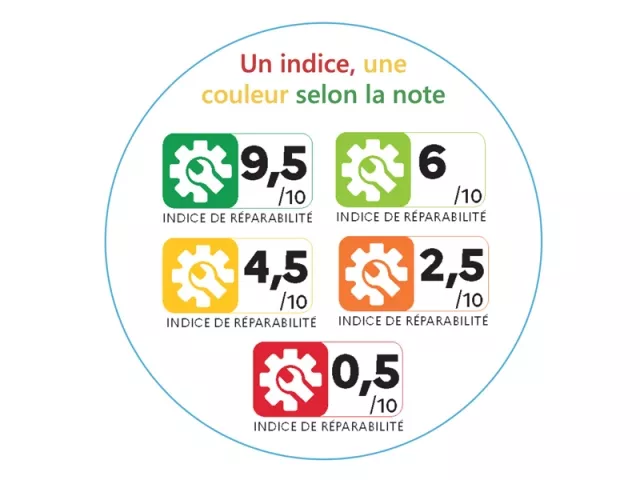 Un indice, une
couleur selon la note
9,5
/10
INDICE DE RÉPARABILITÉ
6
/10
INDICE DE RÉPARABILITÉ
4,5
/10
INDICE DE RÉPARABILITÉ
2,5
/10
INDICE DE RÉPARABILITÉ
0,5
/10
INDICE DE RÉPARABILITÉ